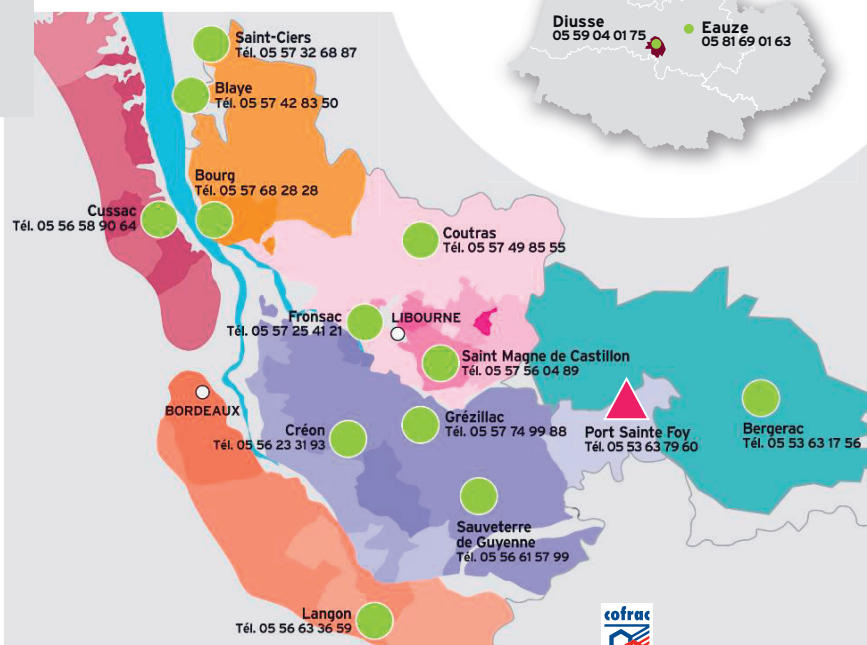 Diusse
05 59 04 01 75
Eauze
05 81 69 01 63
Saint-Ciers
Tél. 05 57 32 68 87
Blaye
Tél. 05 57 42 83 50
Bourg
Tél. 05 57 68 28 28
Cussac
Tél. 05 56 58 90 64
Coutras
Tél. 05 57 49 85 55
Fronsac
Tél. 05 57 25 41 21
LIBOURNE
Saint Magne de Castillon
Tél. 05 57 56 04 89
BORDEAUX
Créon
Tél. 05 56 23 31 93
Grézillac
Tél. 05 57 74 99 88
Port Sainte Foy
Tél. 05 53 63 79 60
Bergerac
Tél. 05 53 63 17 56
Sauveterre
de Guyenne
Tél. 05 56 61 57 99
Langon
Tél. 05 56 63 36 59
cofrac